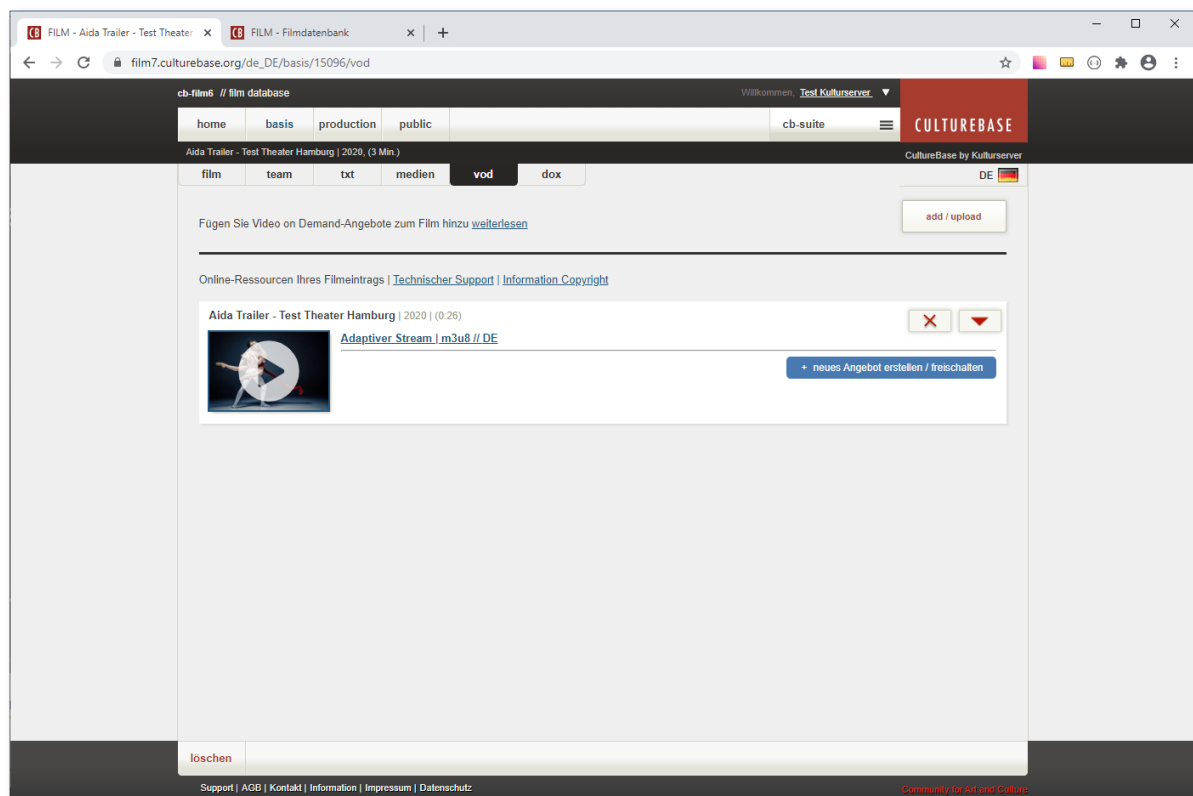 FILM - Aida Trailer - Test Theater
FILM - Filmdatenbank
film7.culturebase.org/de_DE/basis/15096/vod
cb-film6 // film database
Willkommen, Test Kulturserver
home basis production public
cb-suite
CULTUREBASE
Aida Trailer - Test Theater Hamburg | 2020, (3 Min.)
CultureBase by Kulturserver
film team txt medien vod dox
DE
Fügen Sie Video on Demand-Angebote zum Film hinzu weiterlesen
add / upload
Online-Ressourcen Ihres Filmeintrags | Technischer Support | Information Copyright
Aida Trailer - Test Theater Hamburg | 2020 | (0:26)
Adaptiver Stream | m3u8 // DE
+ neues Angebot erstellen / freischalten
löschen
Support | AGB | Kontakt | Information | Impressum | Datenschutz
Community for Art and Culture